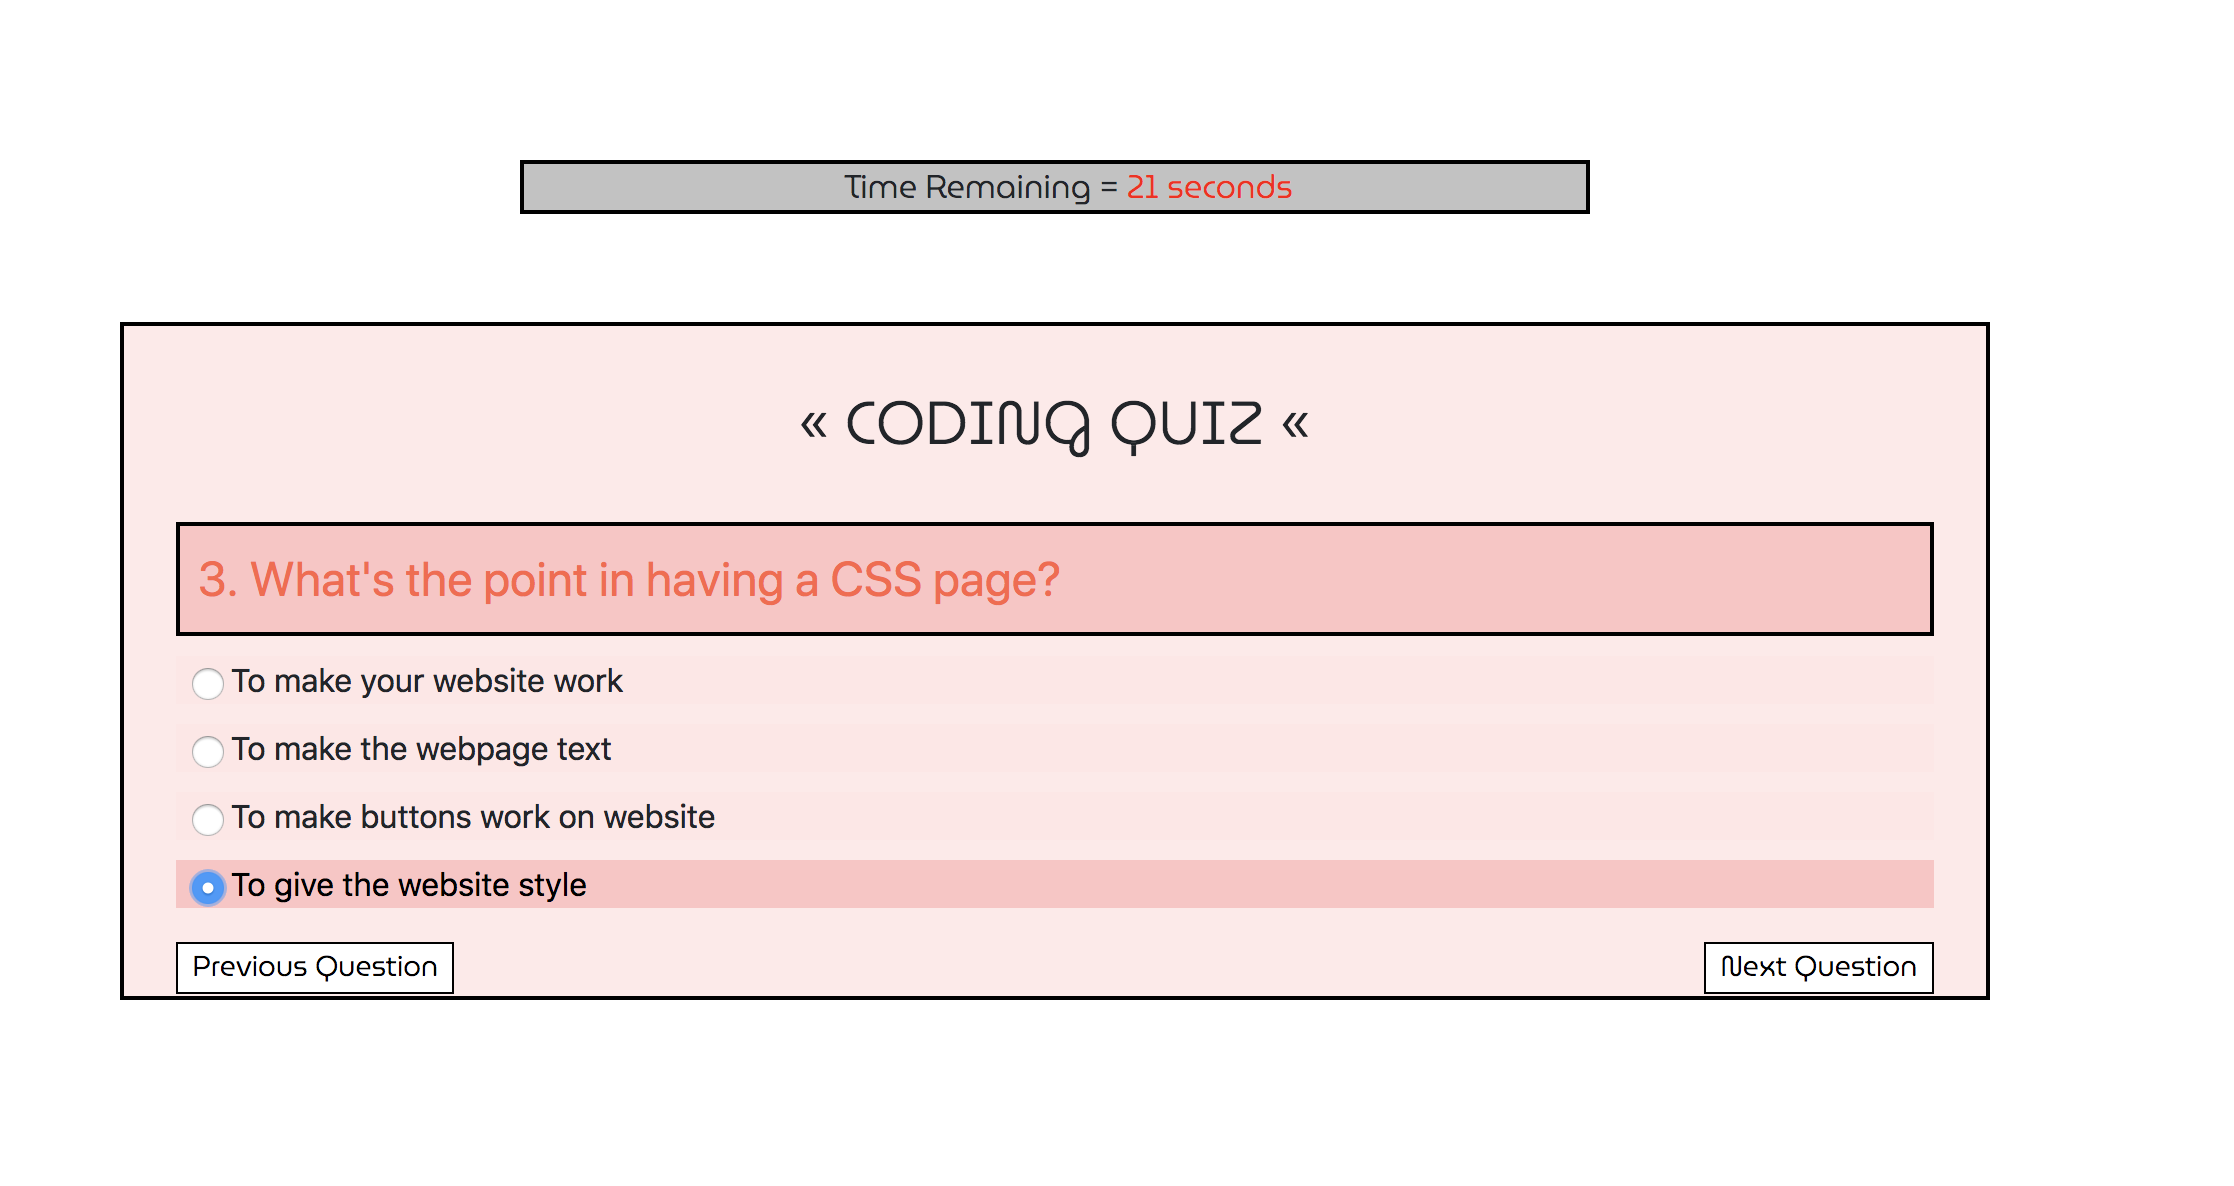 Time Remaining = 21 seconds
« CODING QUIZ «
3. What's the point in having a CSS page?
To make your website work
To make the webpage text
To make buttons work on website
To give the website style
Previous Question
Next Question